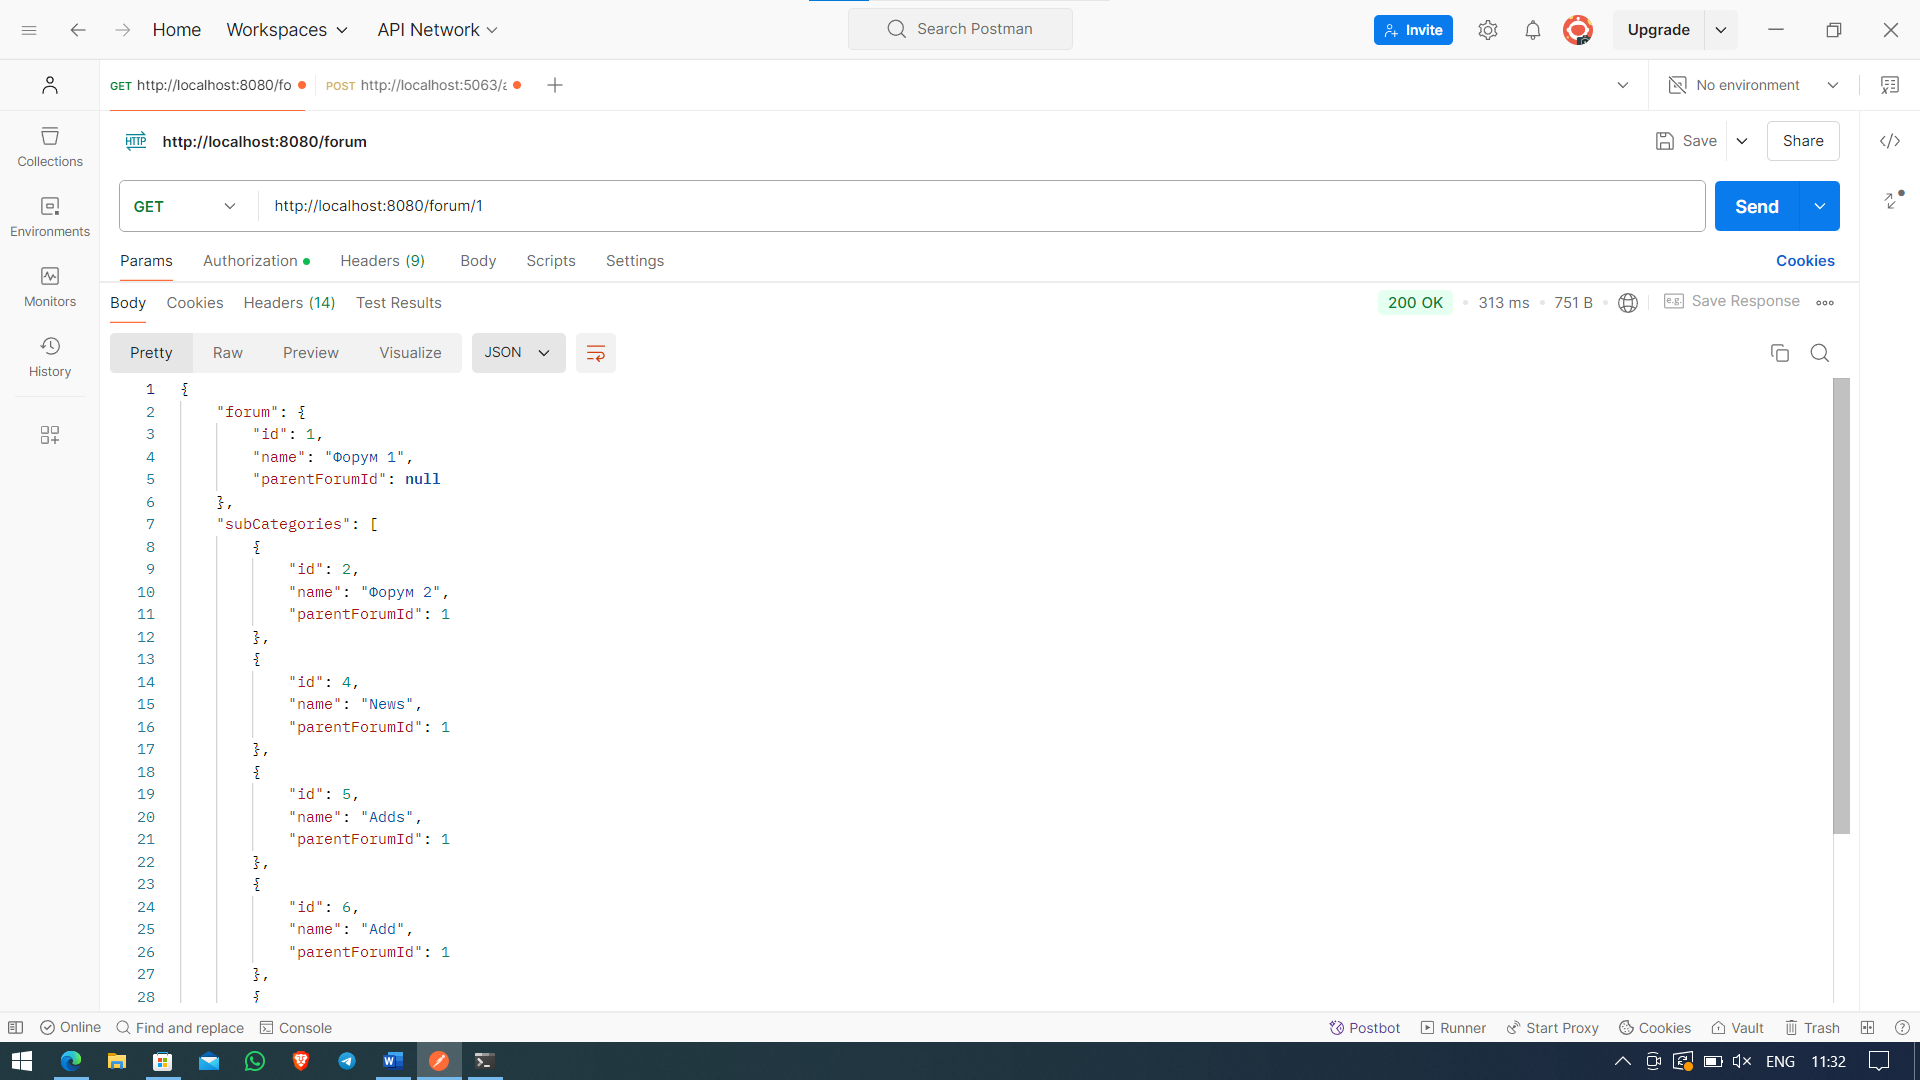 Home Workspaces API Network Search Postman Invite Upgrade
GET http://localhost:8080/fo POST http://localhost:5063/a No environment
HTTP http://localhost:8080/forum Save Share
GET http://localhost:8080/forum/1 Send
Params Authorization Headers (9) Body Scripts Settings Cookies
Body Cookies Headers (14) Test Results 200 OK 313 ms 751 B e.g. Save Response
Pretty Raw Preview Visualize JSON
Collections
Environments
Monitors
History
1 {
2 "forum": {
3 "id": 1,
4 "name": "Форум 1",
5 "parentForumId": null
6 },
7 "subCategories": [
8 {
9 "id": 2,
10 "name": "Форум 2",
11 "parentForumId": 1
12 },
13 {
14 "id": 4,
15 "name": "News",
16 "parentForumId": 1
17 },
18 {
19 "id": 5,
20 "name": "Adds",
21 "parentForumId": 1
22 },
23 {
24 "id": 6,
25 "name": "Add",
26 "parentForumId": 1
27 },
28 {
Online Find and replace Console Postbot Runner Start Proxy Cookies Vault Trash
ENG 11:32